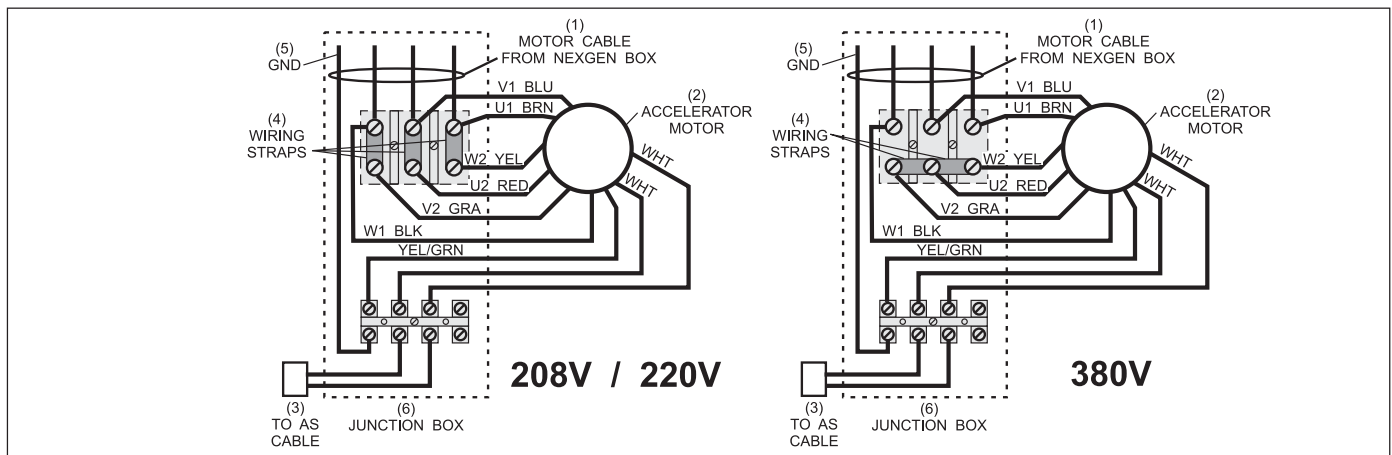 (1)
MOTOR CABLE
FROM NEXGEN BOX
(5)
GND
V1 BLU
U1 BRN
(2)
ACCELERATOR
MOTOR
(4)
WIRING
STRAPS
WHT
W2 YEL
WHT
U2 RED
V2 GRA
W1 BLK
YEL/GRN
208V / 220V
(3)
TO AS
CABLE
(6)
JUNCTION BOX
(1)
MOTOR CABLE
FROM NEXGEN BOX
(5)
GND
V1 BLU
U1 BRN
(2)
ACCELERATOR
MOTOR
(4)
WIRING
STRAPS
WHT
W2 YEL
WHT
U2 RED
V2 GRA
W1 BLK
YEL/GRN
380V
(3)
TO AS
CABLE
(6)
JUNCTION BOX